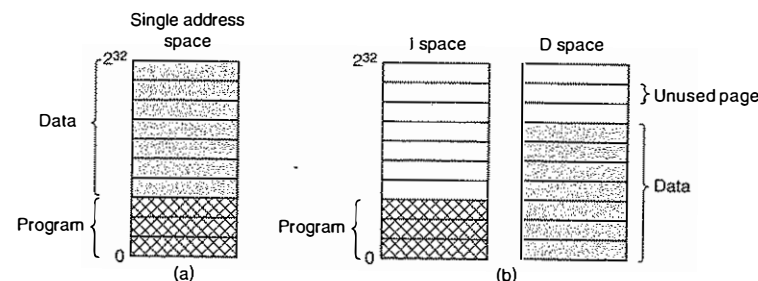 Single address
space
2³²
Data
Program
0
(a)
I space
D space
2³²
Unused page
Data
Program
0
(b)